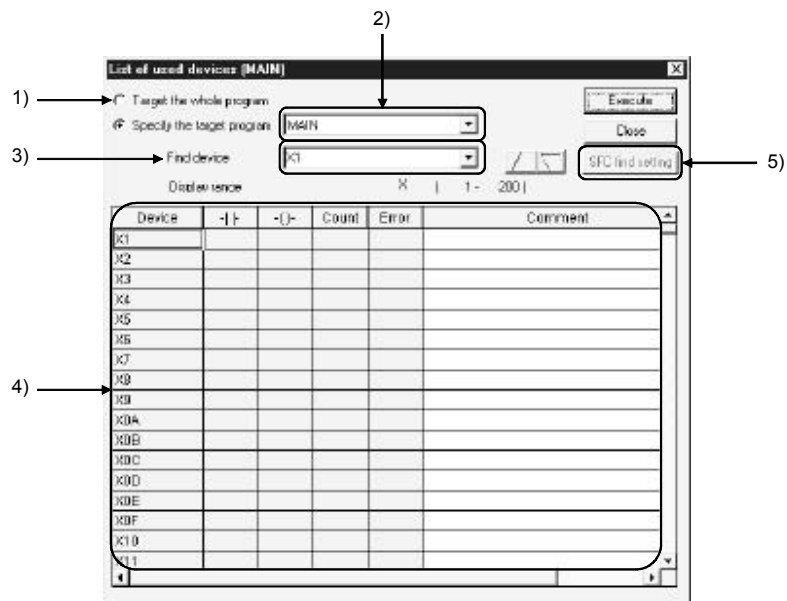 2)
List of used devices (MAIN)
1)
Target the whole program
Execute
Specify the target program MAIN
Close
3)
Find device X1
SFC find setting
5)
Display range X ( 1 - 200 )
Device -| |- -( )- Count Error Comment
X1
X2
X3
X4
X5
X6
X7
X8
4)
X9
X0A
X0B
X0C
X0D
X0E
X0F
X10
X11